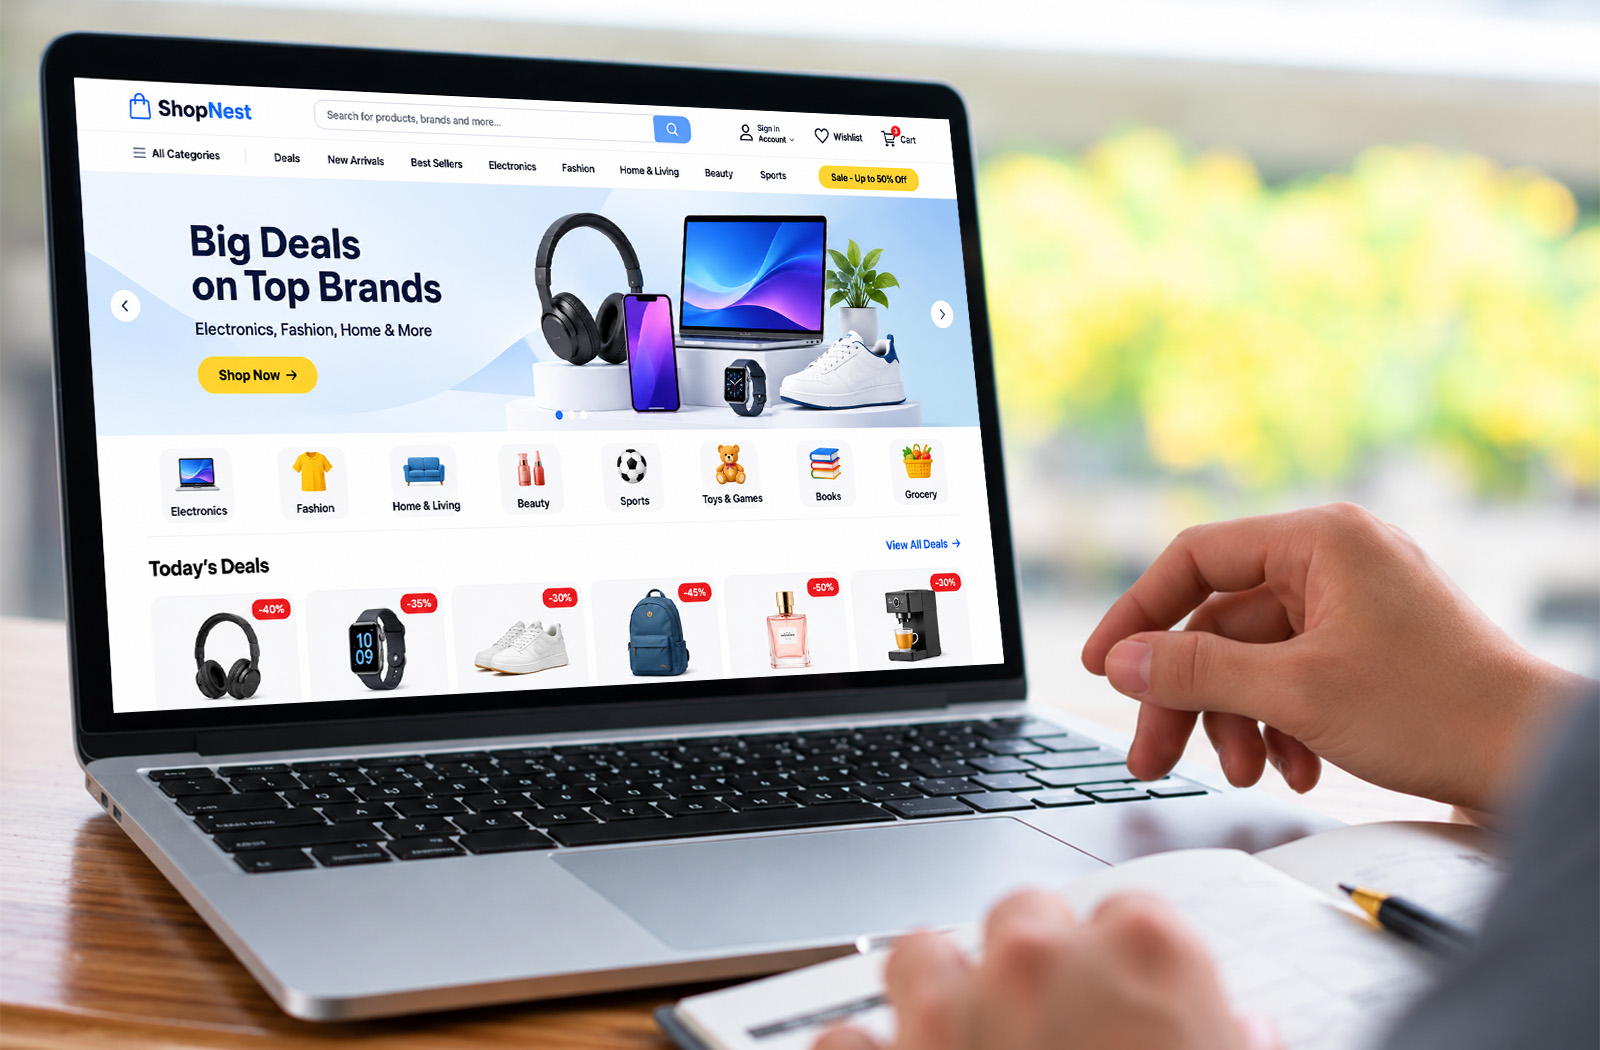 ShopNest
Search for products, brands and more...
Sign in
Account
Wishlist
3
Cart
All Categories
Deals
New Arrivals
Best Sellers
Electronics
Fashion
Home & Living
Beauty
Sports
Sale - Up to 50% Off
Big Deals
on Top Brands
Electronics, Fashion, Home & More
Shop Now →
Electronics
Fashion
Home & Living
Beauty
Sports
Toys & Games
Books
Grocery
Today's Deals
View All Deals →
-40%
-35%
-30%
-45%
-50%
-30%
10
09